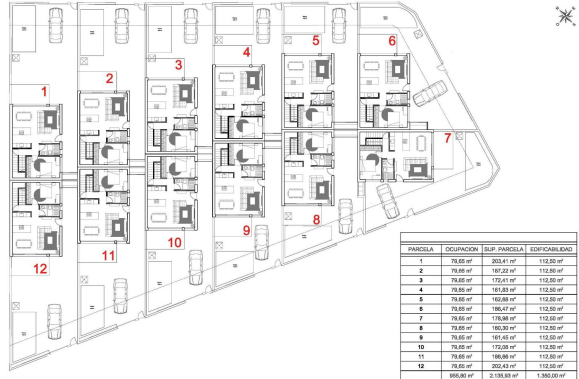 1
2
3
4
5
6
7
8
9
10
11
12
PARCELA OCUPACION SUP. PARCELA EDIFICABILIDAD
1 79,65 m² 203,41 m² 112,50 m²
2 79,65 m² 187,22 m² 112,50 m²
3 79,65 m² 172,41 m² 112,50 m²
4 79,65 m² 161,83 m² 112,50 m²
5 79,65 m² 162,88 m² 112,50 m²
6 79,65 m² 186,47 m² 112,50 m²
7 79,65 m² 178,98 m² 112,50 m²
8 79,65 m² 160,30 m² 112,50 m²
9 79,65 m² 161,45 m² 112,50 m²
10 79,65 m² 172,08 m² 112,50 m²
11 79,65 m² 186,86 m² 112,50 m²
12 79,65 m² 202,43 m² 112,50 m²
955,80 m² 2.135,93 m² 1.350,00 m²